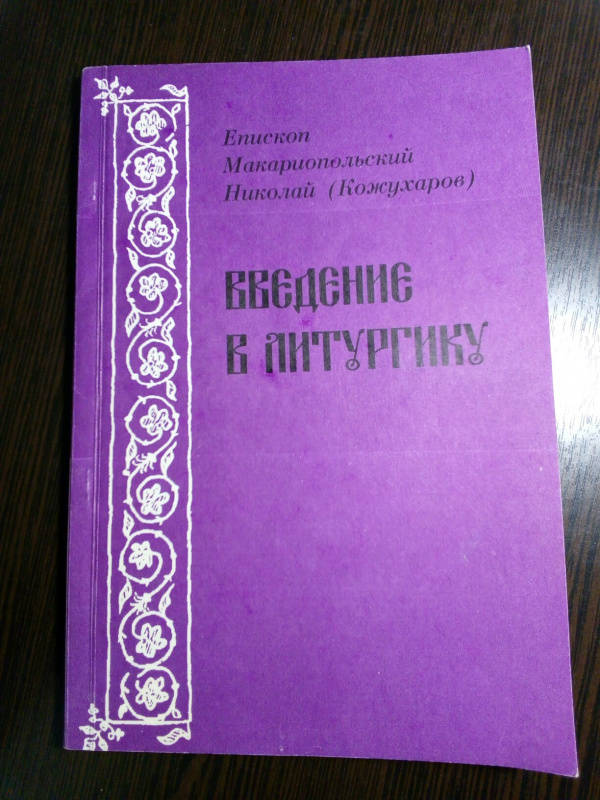 Епископ
Макариопольский
Николай (Кожухаров)
ВВЕДЕНИЕ
В ЛИТУРГИКУ